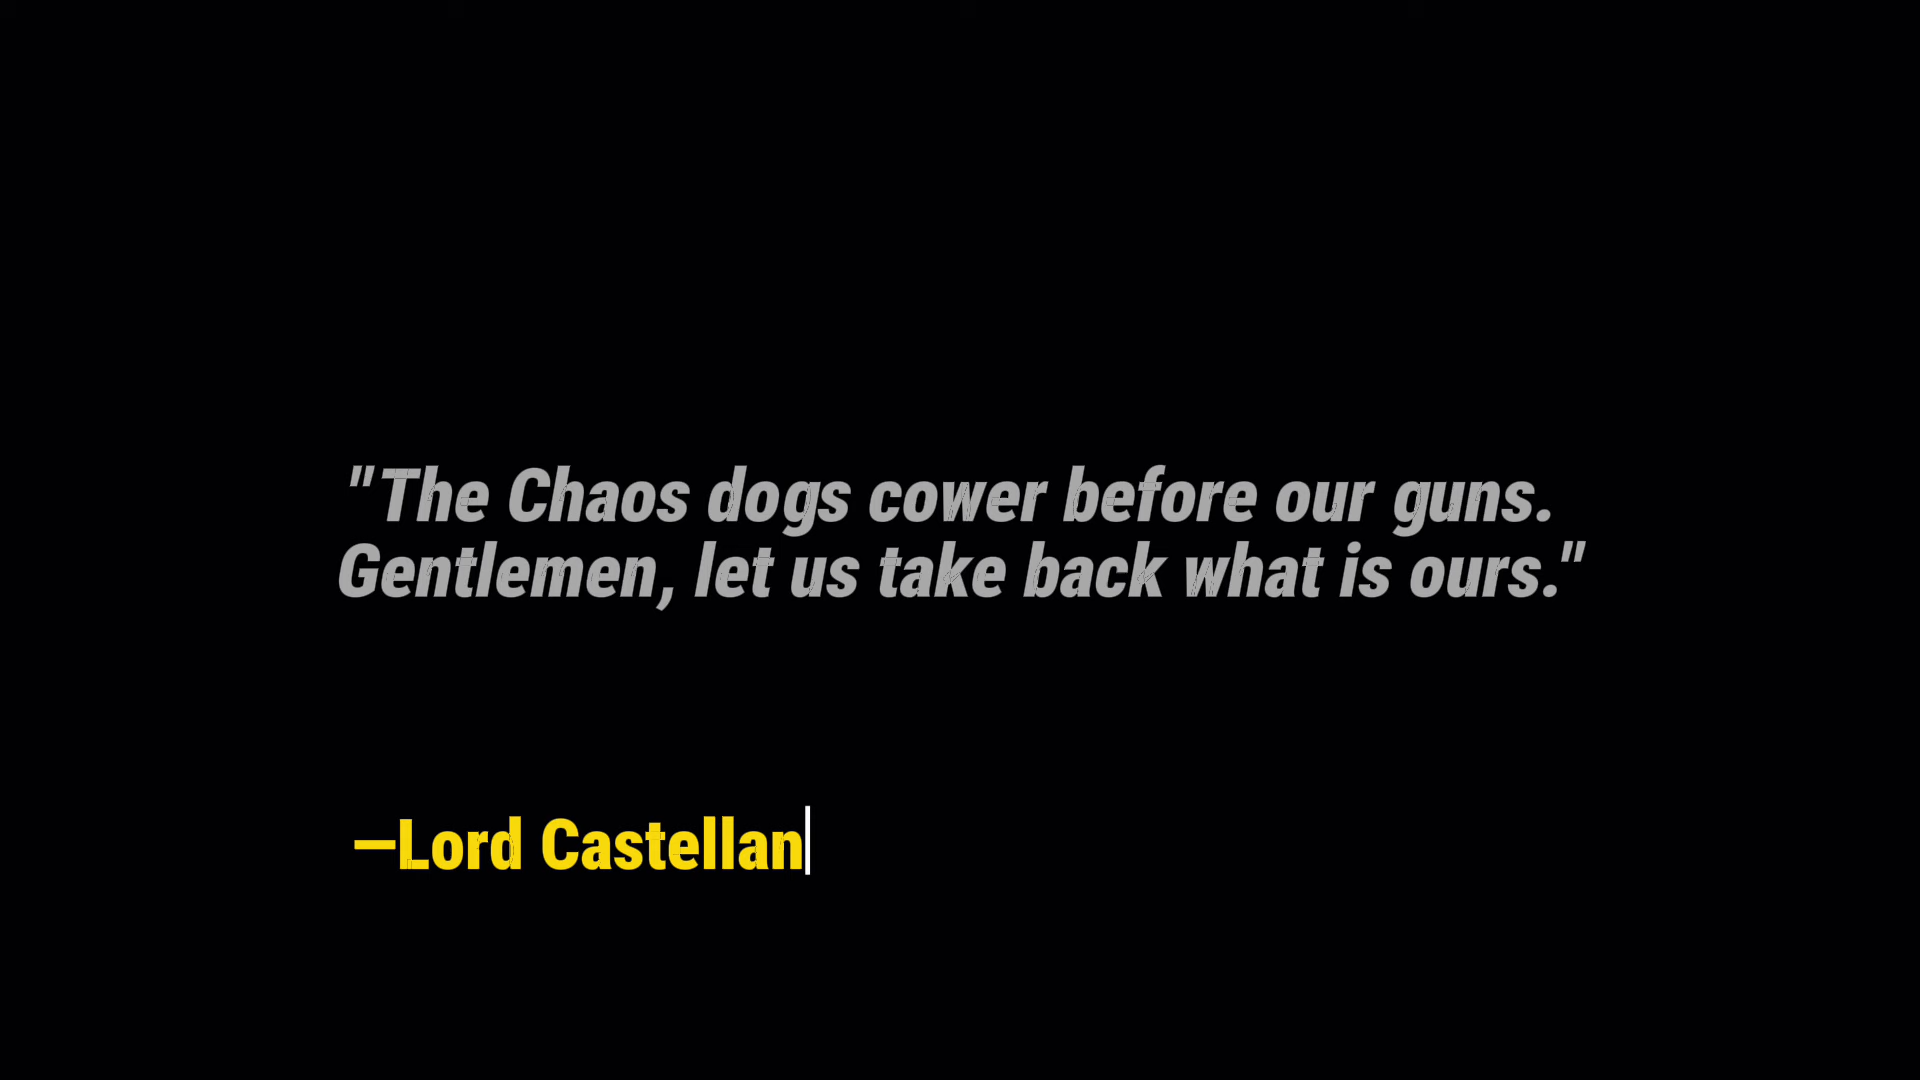 "The Chaos dogs cower before our guns.
Gentlemen, let us take back what is ours."
—Lord Castellan